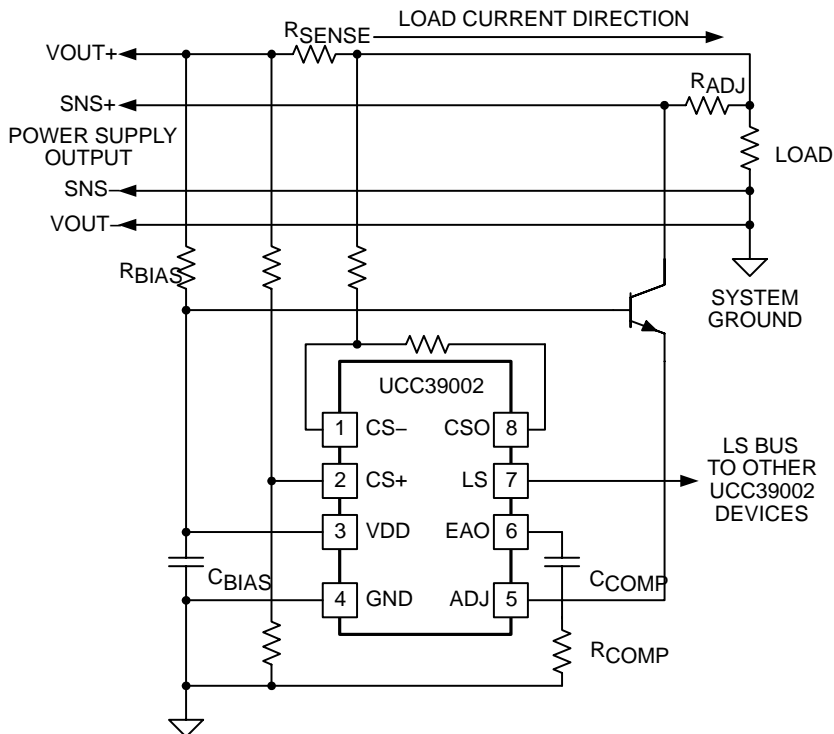 LOAD CURRENT DIRECTION
RSENSE
VOUT+
SNS+
RADJ
POWER SUPPLY
OUTPUT
LOAD
SNS–
VOUT–
RBIAS
SYSTEM
GROUND
UCC39002
1 CS– CSO 8
2 CS+ LS 7
3 VDD EAO 6
4 GND ADJ 5
LS BUS
TO OTHER
UCC39002
DEVICES
CBIAS
CCOMP
RCOMP